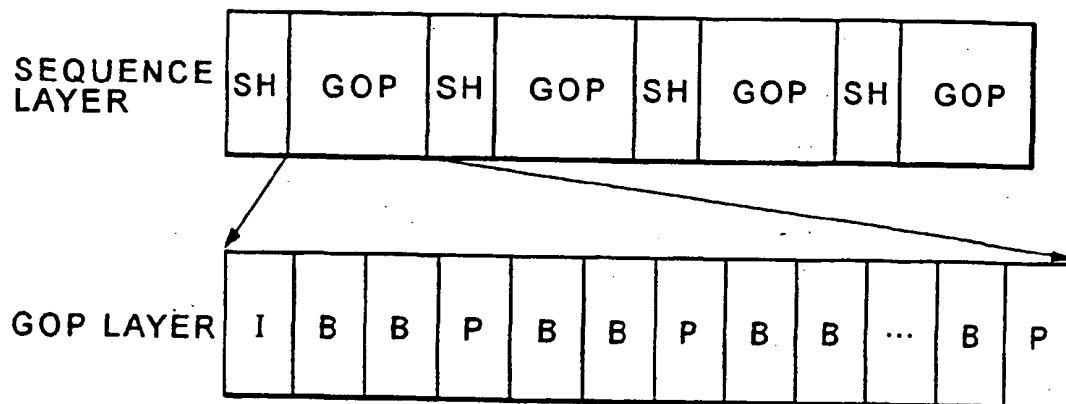 SEQUENCE LAYER
SH GOP SH GOP SH GOP SH GOP
GOP LAYER
I B B P B B P B B ... B P